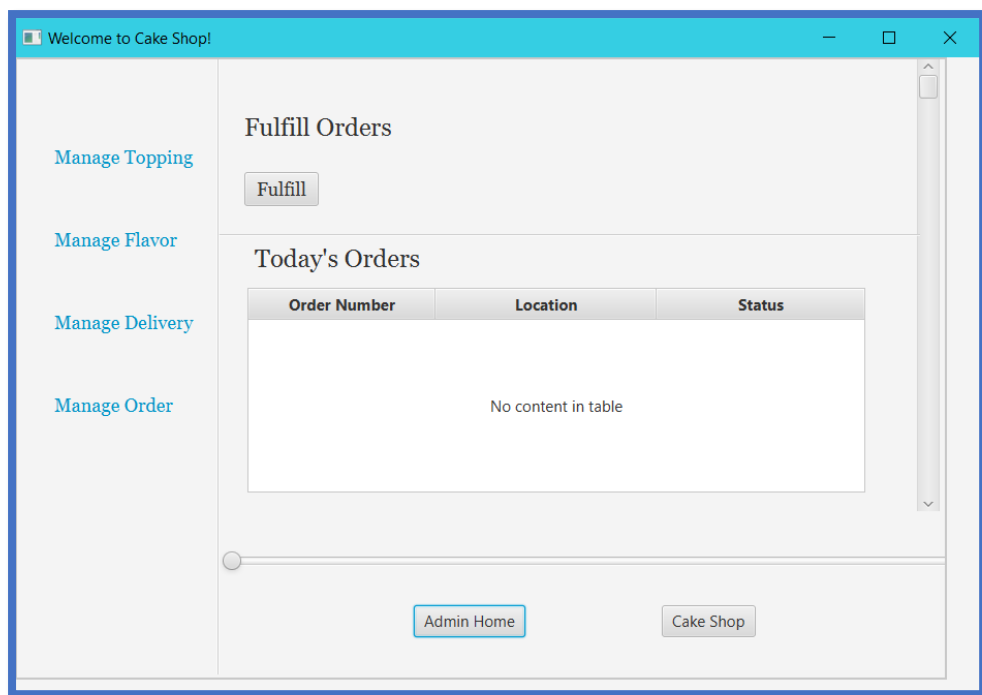 Welcome to Cake Shop!
Manage Topping
Manage Flavor
Manage Delivery
Manage Order
Fulfill Orders
Fulfill
Today's Orders
Order Number Location Status
No content in table
Admin Home Cake Shop